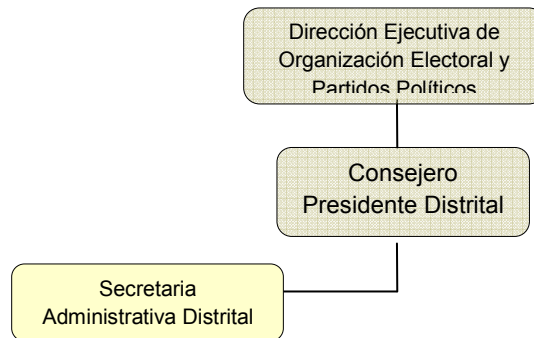 Dirección Ejecutiva de
Organización Electoral y
Partidos Políticos
Consejero
Presidente Distrital
Secretaria
Administrativa Distrital